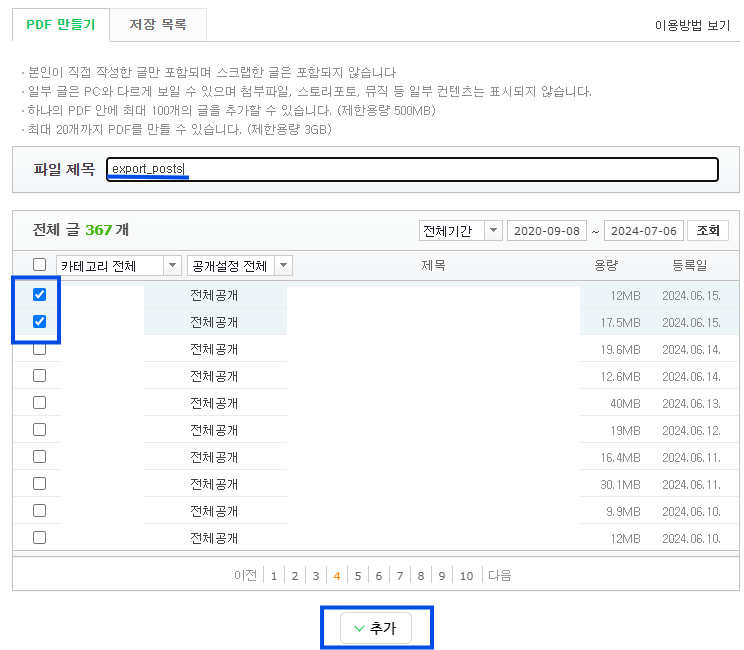 PDF 만들기 저장 목록 이용방법 보기
· 본인이 직접 작성한 글만 포함되며 스크랩한 글은 포함되지 않습니다
· 일부 글은 PC와 다르게 보일 수 있으며 첨부파일, 스토리포토, 뮤직 등 일부 컨텐츠는 표시되지 않습니다.
· 하나의 PDF 안에 최대 100개의 글을 추가할 수 있습니다. (제한용량 500MB)
· 최대 20개까지 PDF를 만들 수 있습니다. (제한용량 3GB)
파일 제목 export_posts
전체 글 367개 전체기간 2020-09-08 ~ 2024-07-06 조회
카테고리 전체 공개설정 전체 제목 용량 등록일
전체공개 12MB 2024.06.15.
전체공개 17.5MB 2024.06.15.
전체공개 19.6MB 2024.06.14.
전체공개 12.6MB 2024.06.14.
전체공개 40MB 2024.06.13.
전체공개 19MB 2024.06.12.
전체공개 16.4MB 2024.06.11.
전체공개 30.1MB 2024.06.11.
전체공개 9.9MB 2024.06.10.
전체공개 12MB 2024.06.10.
이전 1 2 3 4 5 6 7 8 9 10 다음
추가